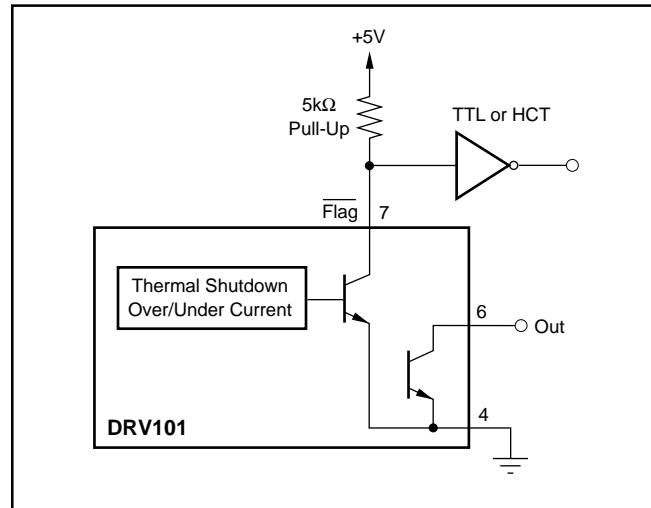 +5V
5kΩ
Pull-Up
TTL or HCT
Flag
7
Thermal Shutdown
Over/Under Current
6
Out
4
DRV101